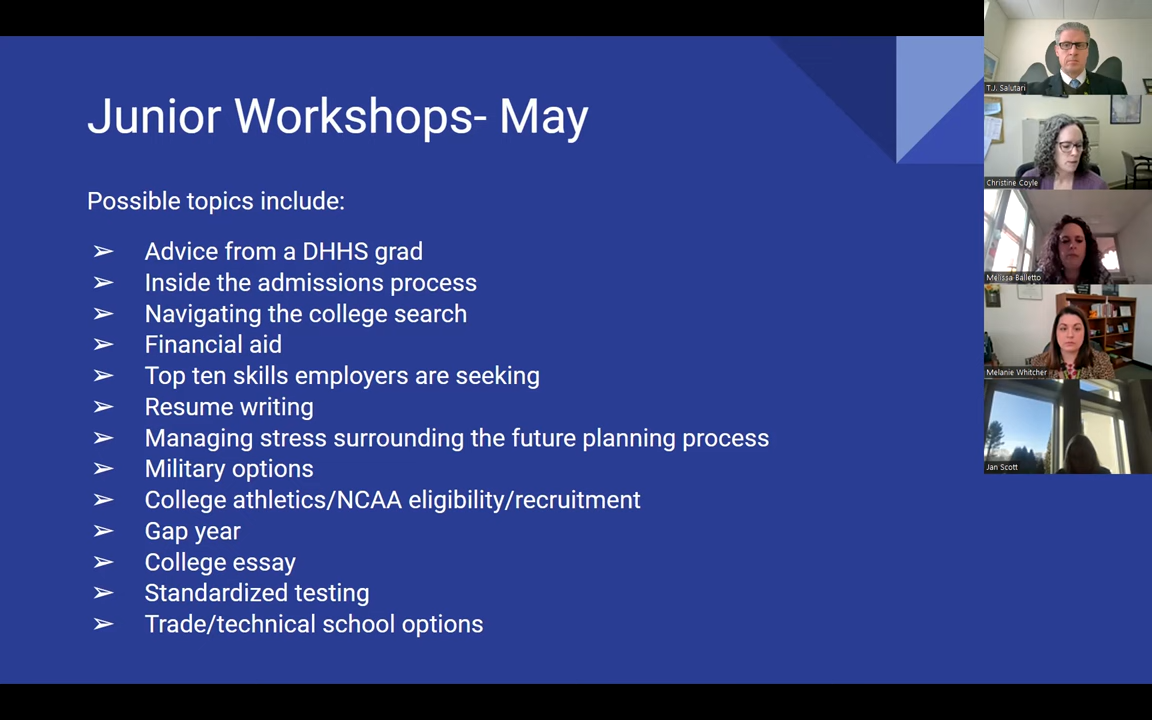 Junior Workshops- May
Possible topics include:
➢ Advice from a DHHS grad
➢ Inside the admissions process
➢ Navigating the college search
➢ Financial aid
➢ Top ten skills employers are seeking
➢ Resume writing
➢ Managing stress surrounding the future planning process
➢ Military options
➢ College athletics/NCAA eligibility/recruitment
➢ Gap year
➢ College essay
➢ Standardized testing
➢ Trade/technical school options
T.J. Salutari
Christine Coyle
Melissa Balletto
Melanie Whitcher
Jan Scott